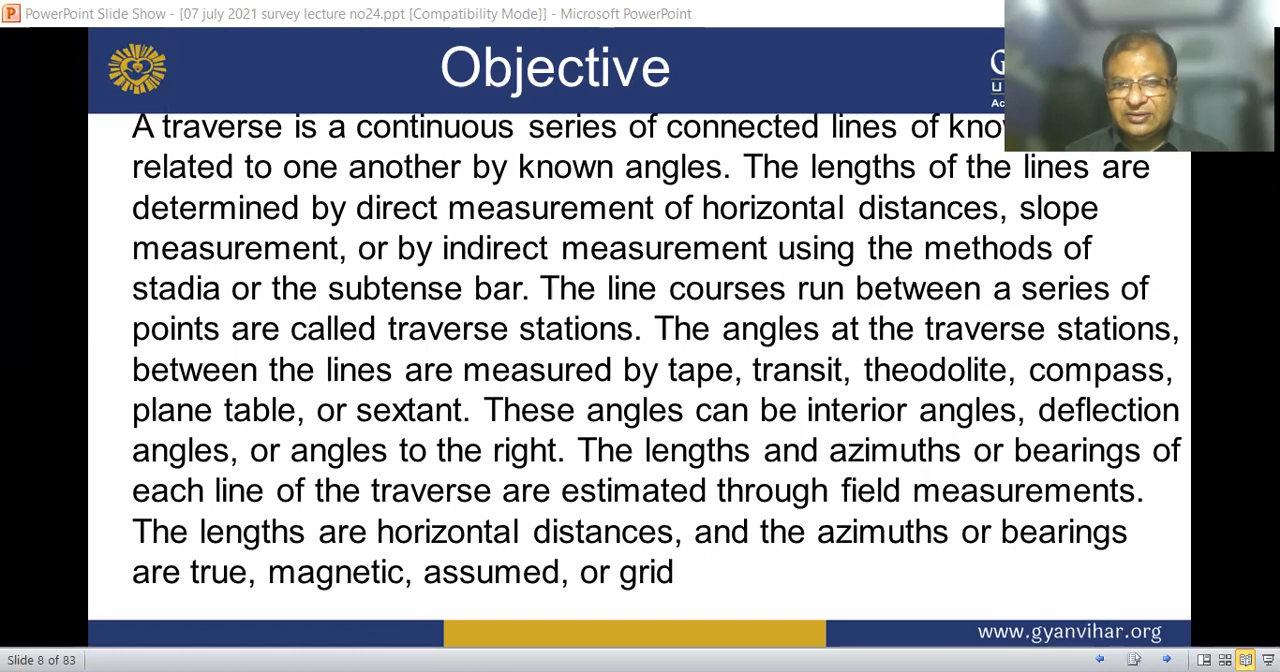 PowerPoint Slide Show - [07 july 2021 survey lecture no24.ppt [Compatibility Mode]] - Microsoft PowerPoint
Objective
A traverse is a continuous series of connected lines of
related to one another by known angles. The lengths of the lines are
determined by direct measurement of horizontal distances, slope
measurement, or by indirect measurement using the methods of
stadia or the subtense bar. The line courses run between a series of
points are called traverse stations. The angles at the traverse stations,
between the lines are measured by tape, transit, theodolite, compass,
plane table, or sextant. These angles can be interior angles, deflection
angles, or angles to the right. The lengths and azimuths or bearings of
each line of the traverse are estimated through field measurements.
The lengths are horizontal distances, and the azimuths or bearings
are true, magnetic, assumed, or grid
www.gyanvihar.org
Slide 8 of 83